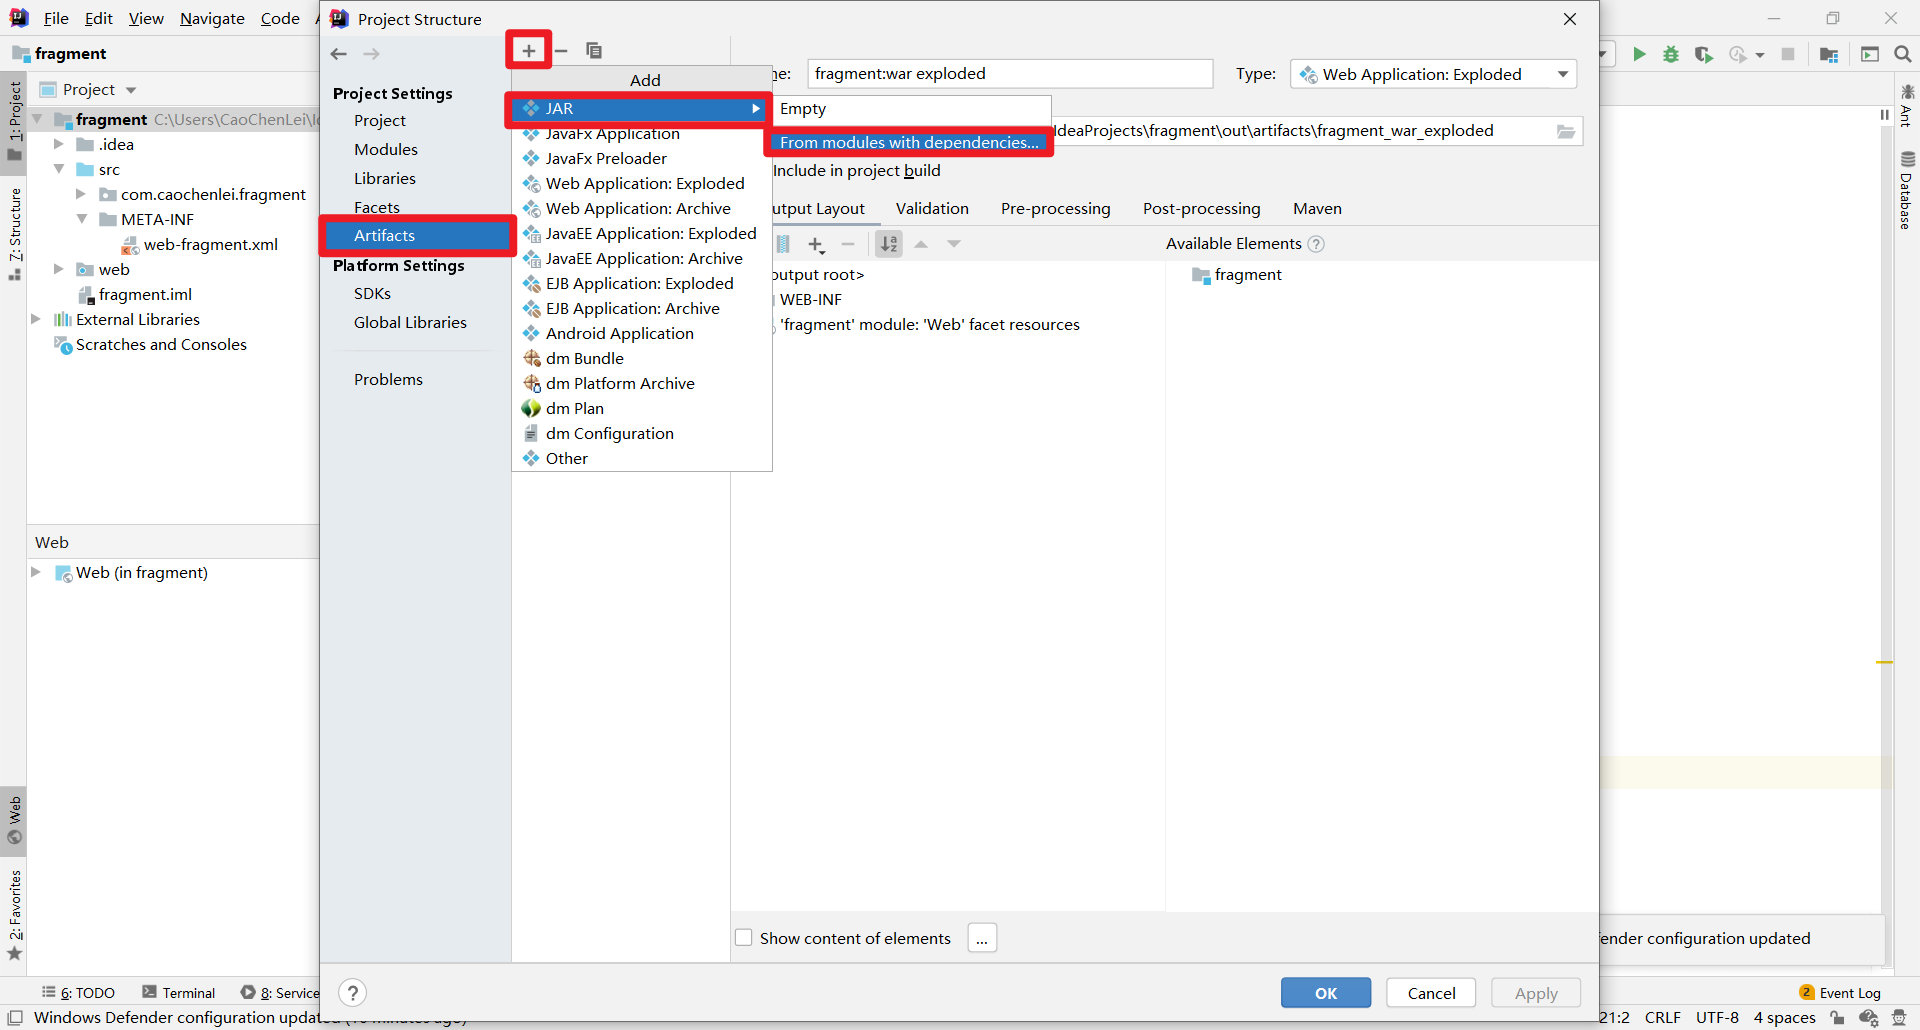 File Edit View Navigate Code
Project Structure
fragment
Project
fragment C:\Users\CaoChenLei\
.idea
src
com.caochenlei.fragment
META-INF
web-fragment.xml
web
fragment.iml
External Libraries
Scratches and Consoles
Web
Web (in fragment)
1: Project
7: Structure
Web
2: Favorites
Project Settings
Project
Modules
Libraries
Facets
Artifacts
Platform Settings
SDKs
Global Libraries
Problems
Add
JAR
JavaFx Application
JavaFx Preloader
Web Application: Exploded
Web Application: Archive
JavaEE Application: Exploded
JavaEE Application: Archive
EJB Application: Exploded
EJB Application: Archive
Android Application
dm Bundle
dm Platform Archive
dm Plan
dm Configuration
Other
Empty
From modules with dependencies...
fragment:war exploded
Type: Web Application: Exploded
IdeaProjects\fragment\out\artifacts\fragment_war_exploded
Include in project build
utput Layout Validation Pre-processing Post-processing Maven
Available Elements ?
output root>
WEB-INF
'fragment' module: 'Web' facet resources
fragment
Show content of elements ...
? OK Cancel Apply
Ant
Database
ender configuration updated
6: TODO Terminal 8: Service
2 Event Log
Windows Defender configuration updated
21:2 CRLF UTF-8 4 spaces